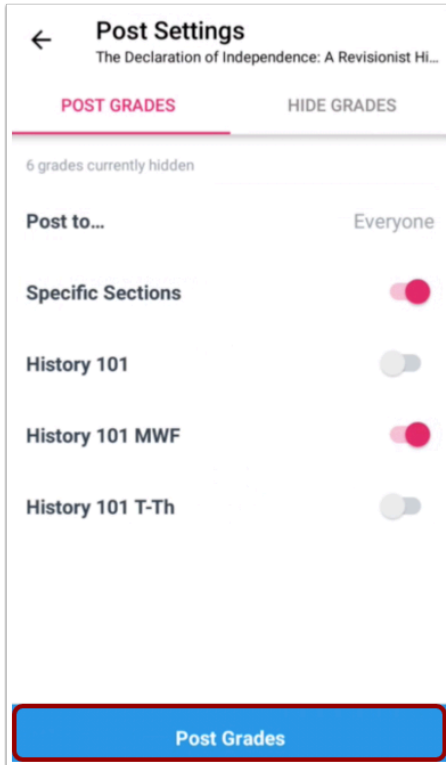 Post Settings
The Declaration of Independence: A Revisionist Hi...
POST GRADES HIDE GRADES
6 grades currently hidden
Post to... Everyone
Specific Sections
History 101
History 101 MWF
History 101 T-Th
Post Grades